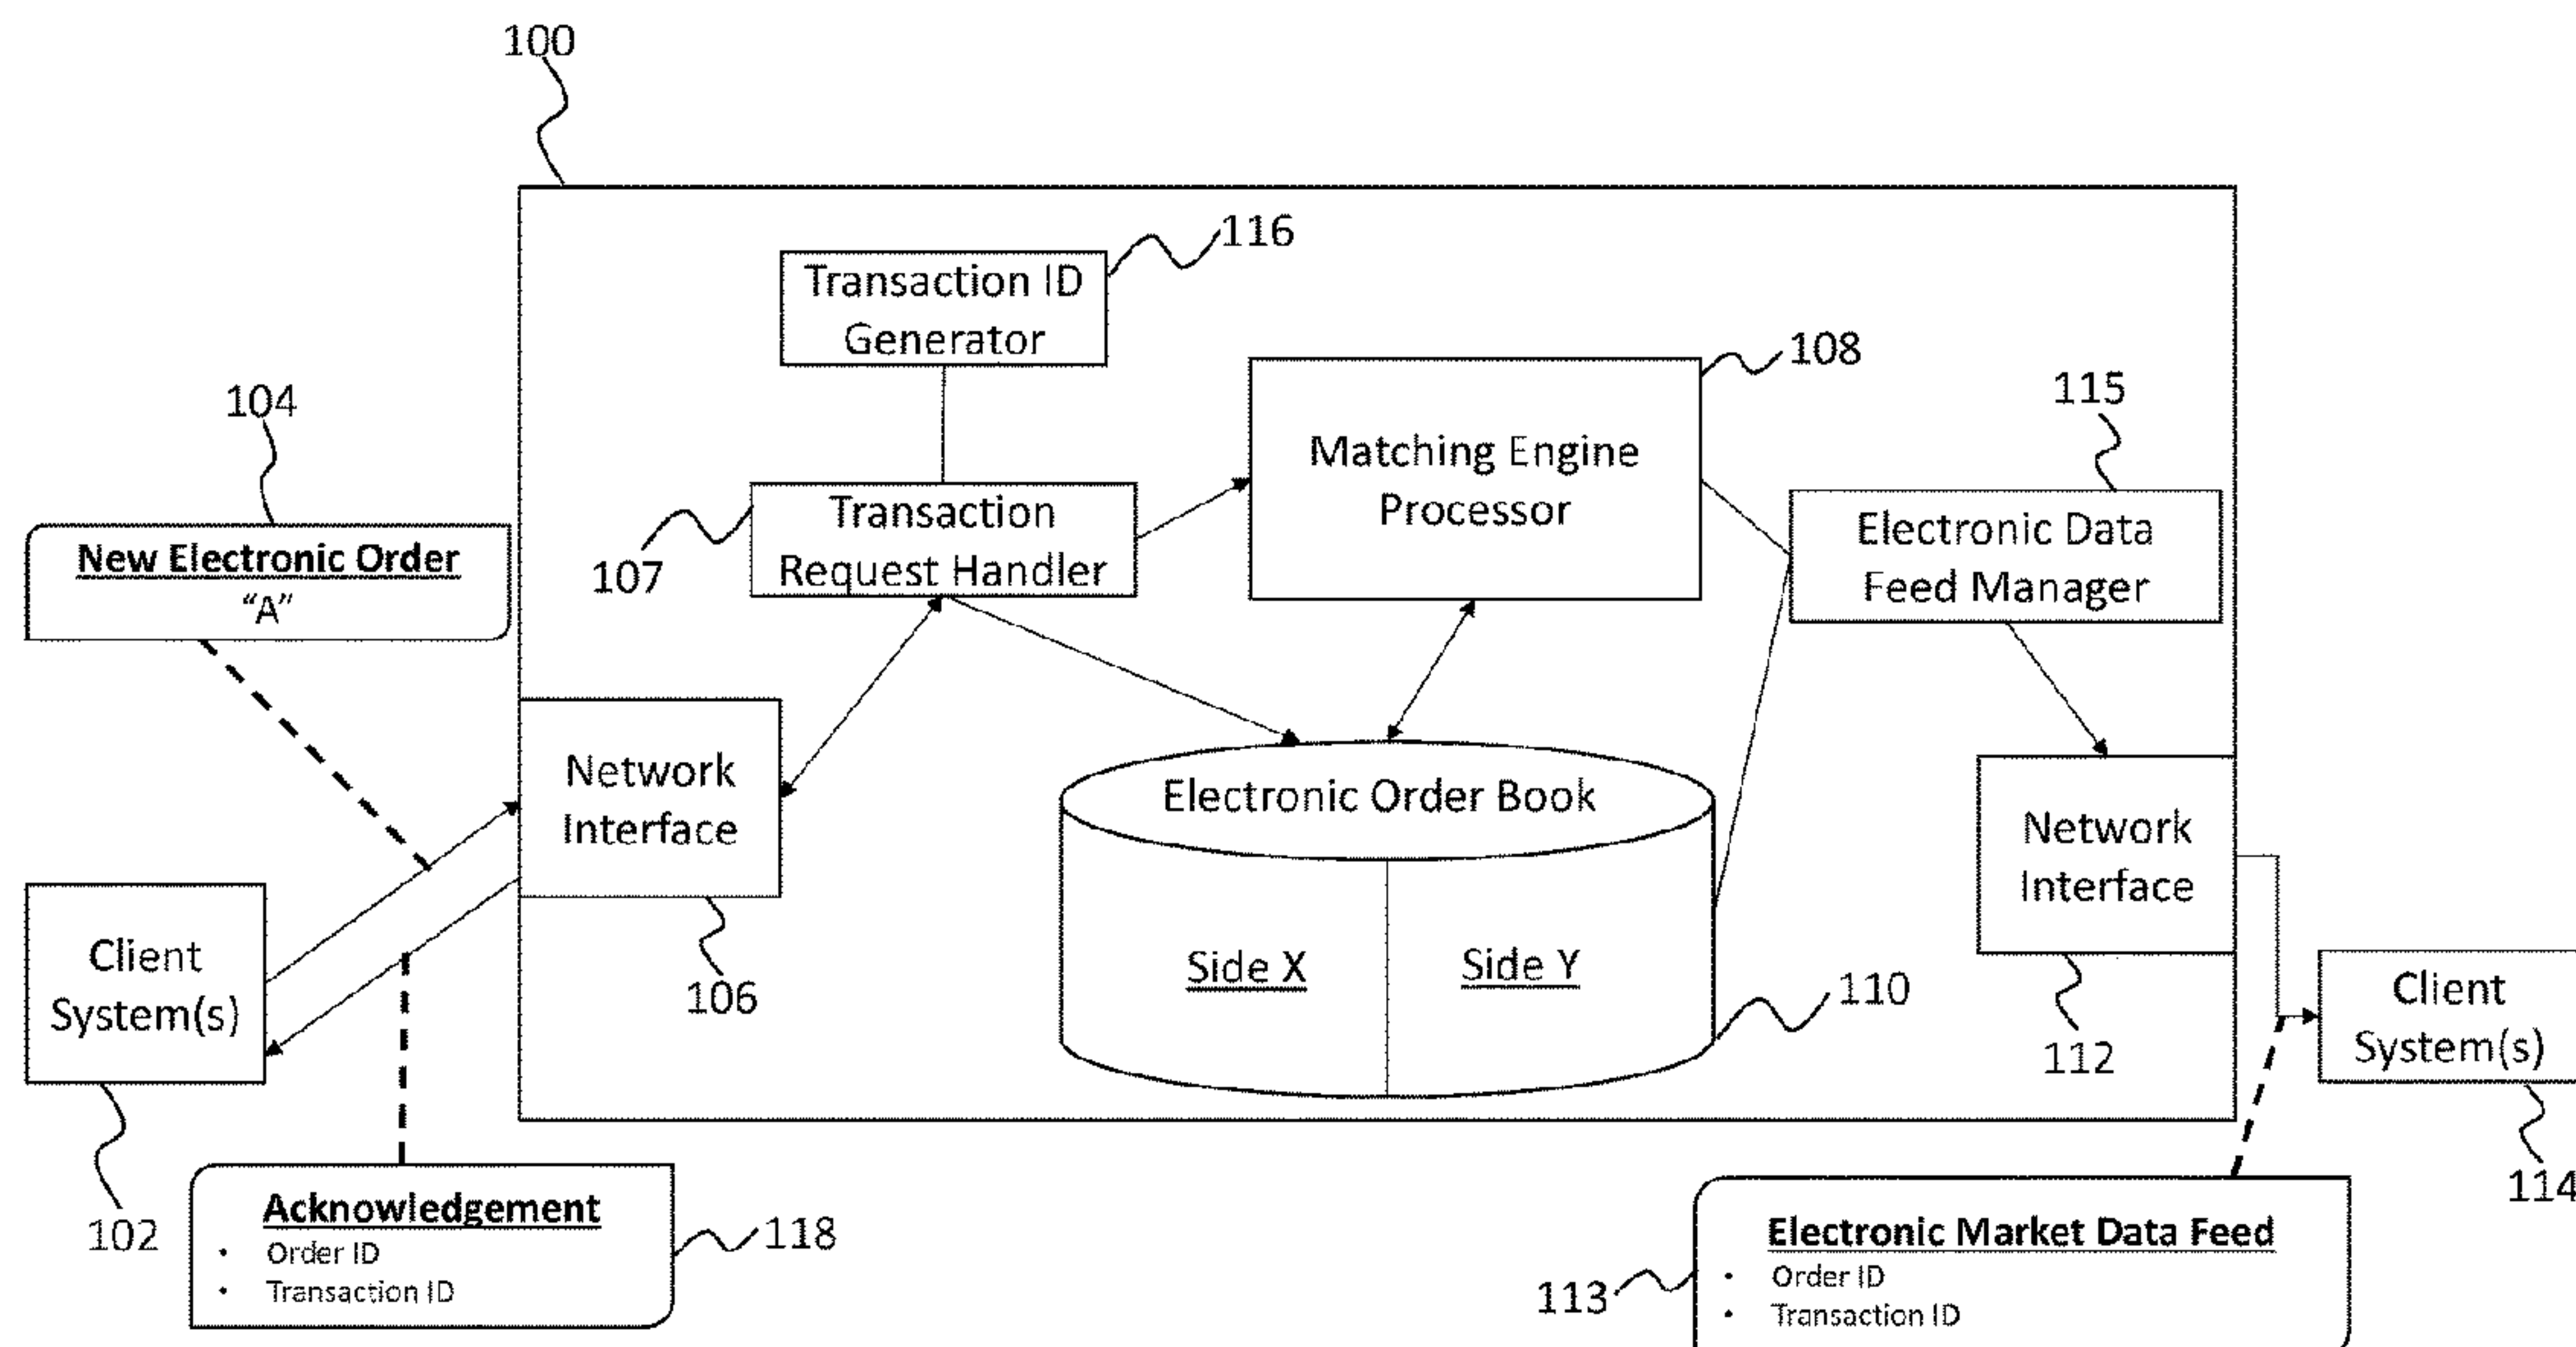 100
116
Transaction ID
Generator
108
Matching Engine
Processor
115
Electronic Data
Feed Manager
104
New Electronic Order
“A”
107
Transaction
Request Handler
Network
Interface
106
Electronic Order Book
Side X
Side Y
110
Network
Interface
112
Client
System(s)
102
Client
System(s)
114
Acknowledgement
• Order ID
• Transaction ID
118
Electronic Market Data Feed
• Order ID
• Transaction ID
113